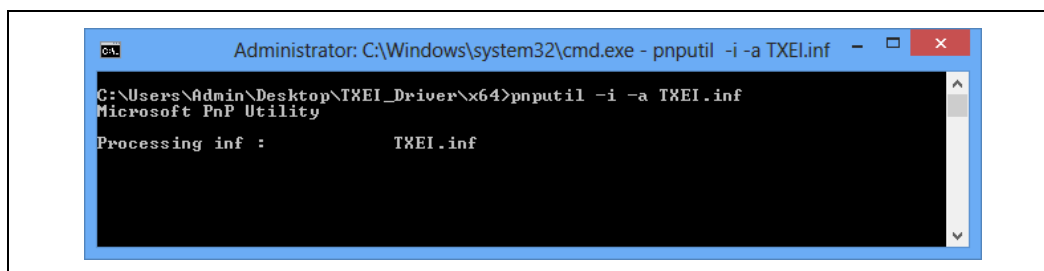 Administrator: C:\Windows\system32\cmd.exe - pnputil -i -a TXEI.inf
C:\Users\Admin\Desktop\TXEI_Driver\x64>pnputil -i -a TXEI.inf
Microsoft PnP Utility
Processing inf : TXEI.inf